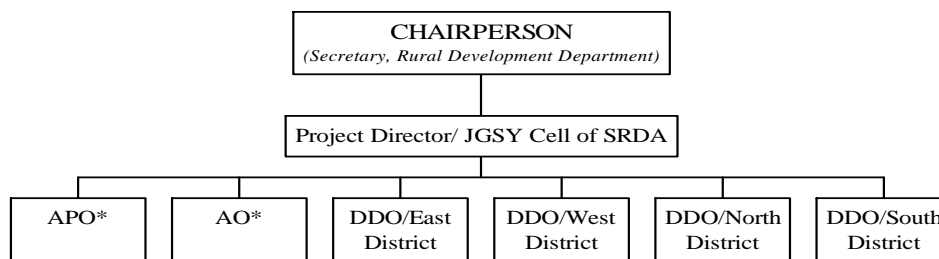 CHAIRPERSON
(Secretary, Rural Development Department)
Project Director/ JGSY Cell of SRDA
APO*
AO*
DDO/East
District
DDO/West
District
DDO/North
District
DDO/South
District